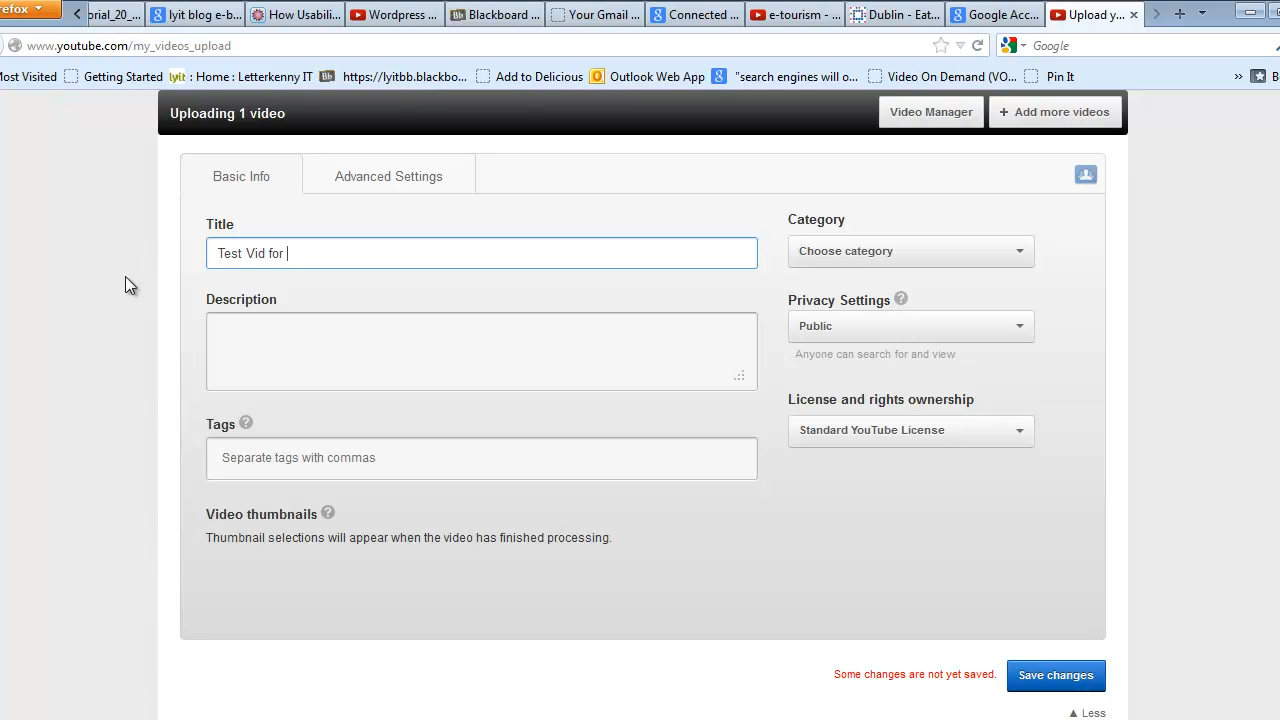 refox
orial_20_...
lyit blog e-b...
How Usabili...
Wordpress ...
Blackboard ...
Your Gmail ...
Connected ...
e-tourism - ...
Dublin - Eat...
Google Acc...
Upload y...
www.youtube.com/my_videos_upload
Google
Most Visited
Getting Started
lyit : Home : Letterkenny IT
Bb https://lyitbb.blackbo...
Add to Delicious
Outlook Web App
"search engines will o...
Video On Demand (VO...
Pin It
Uploading 1 video
Video Manager
+ Add more videos
Basic Info
Advanced Settings
Title
Test Vid for
Description
Tags ?
Separate tags with commas
Video thumbnails ?
Thumbnail selections will appear when the video has finished processing.
Category
Choose category
Privacy Settings ?
Public
Anyone can search for and view
License and rights ownership
Standard YouTube License
Some changes are not yet saved.
Save changes
▲ Less